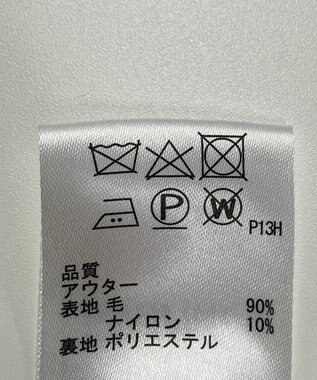 P
W
P13H
品質
アウター
表地 毛 90%
ナイロン 10%
裏地 ポリエステル